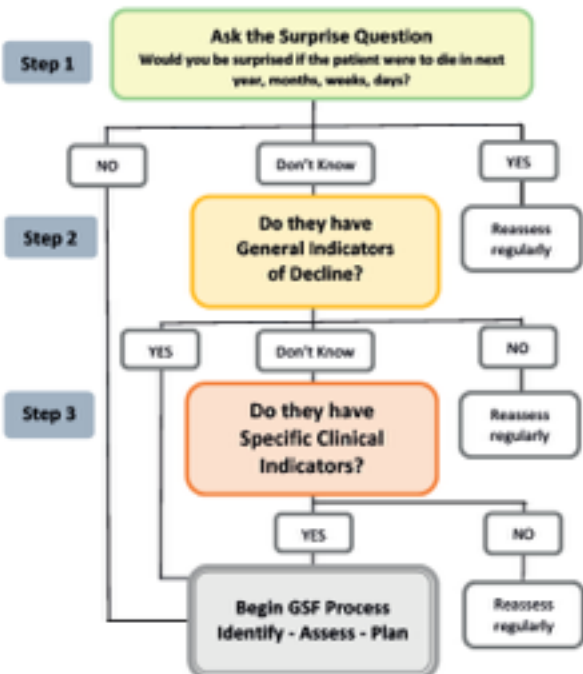 Step 1
Ask the Surprise Question
Would you be surprised if the patient were to die in next
year, months, weeks, days?
NO
Don't Know
YES
Step 2
Do they have
General Indicators
of Decline?
Reassess
regularly
YES
Don't Know
NO
Step 3
Do they have
Specific Clinical
Indicators?
Reassess
regularly
YES
NO
Begin GSF Process
Identify - Assess - Plan
Reassess
regularly